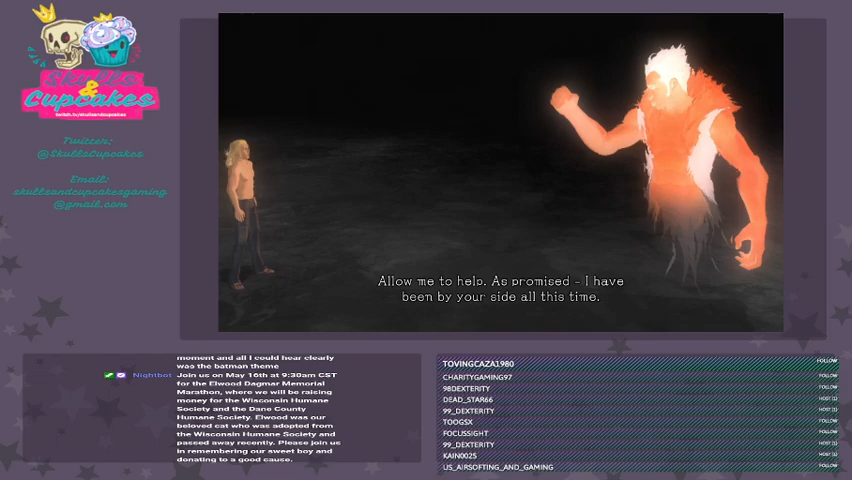 Skulls
&
Cupcakes
twitch.tv/skullsandcupcakes
Twitter:
@SkullsCupcakes
Email:
skullsandcupcakesgaming
@gmail.com
Allow me to help. As promised - I have
been by your side all this time.
moment and all I could hear clearly
was the batman theme
Nightbot Join us on May 16th at 9:30am CST
for the Elwood Dagmar Memorial
Marathon, where we will be raising
money for the Wisconsin Humane
Society and the Dane County
Humane Society. Elwood was our
beloved cat who was adopted from
the Wisconsin Humane Society and
passed away recently. Please join us
in remembering our sweet boy and
donating to a good cause.
TOVINGCAZA1980 FOLLOW
CHARITYGAMING97 FOLLOW
98DEXTERITY FOLLOW
DEAD_STAR66 HOST [1]
99_DEXTERITY FOLLOW
TOOGSX FOLLOW
FOCUSSIGHT FOLLOW
99_DEXTERITY HOST [1]
KAIN0025 HOST [1]
US_AIRSOFTING_AND_GAMING FOLLOW